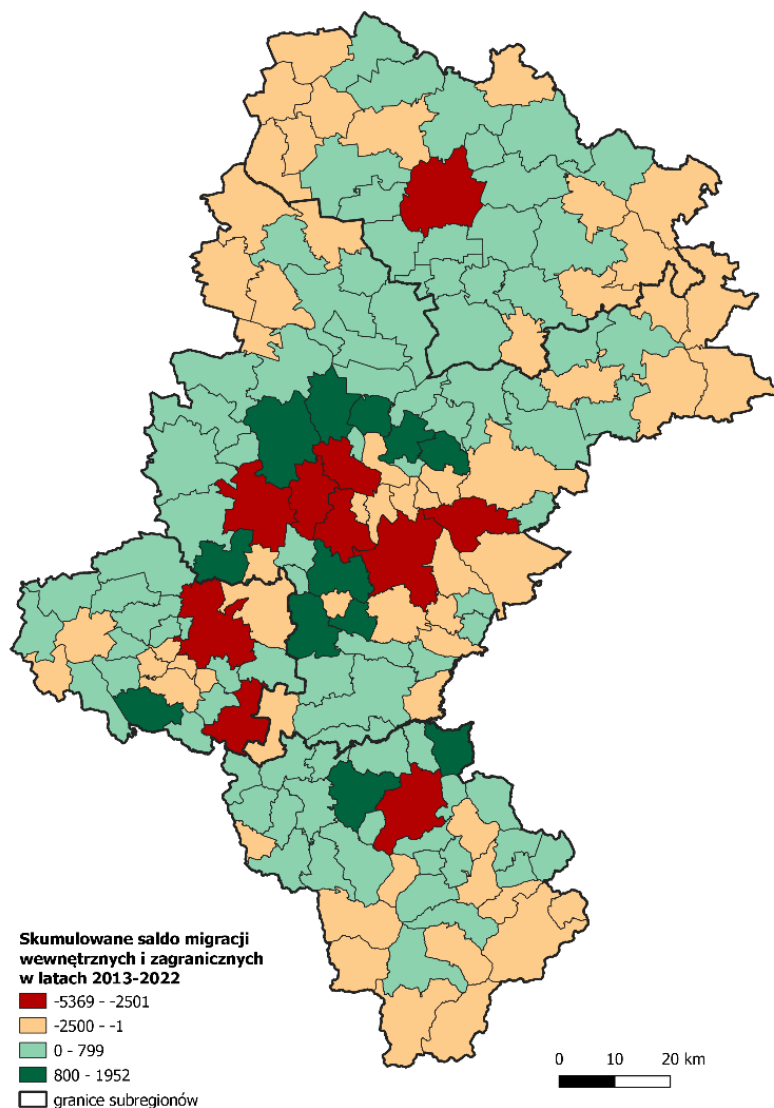 Skumulowane saldo migracji
wewnętrznych i zagranicznych
w latach 2013-2022
-5369 - -2501
-2500 - -1
0 - 799
800 - 1952
granice subregionów
0 10 20 km